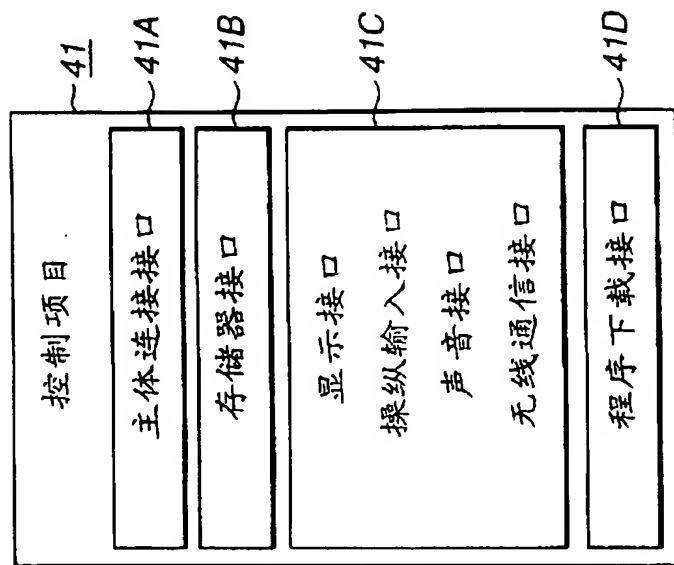 控制项目
41
主体连接接口
41A
存储器接口
41B
显示接口
操纵输入接口
声音接口
无线通信接口
41C
程序下载接口
41D